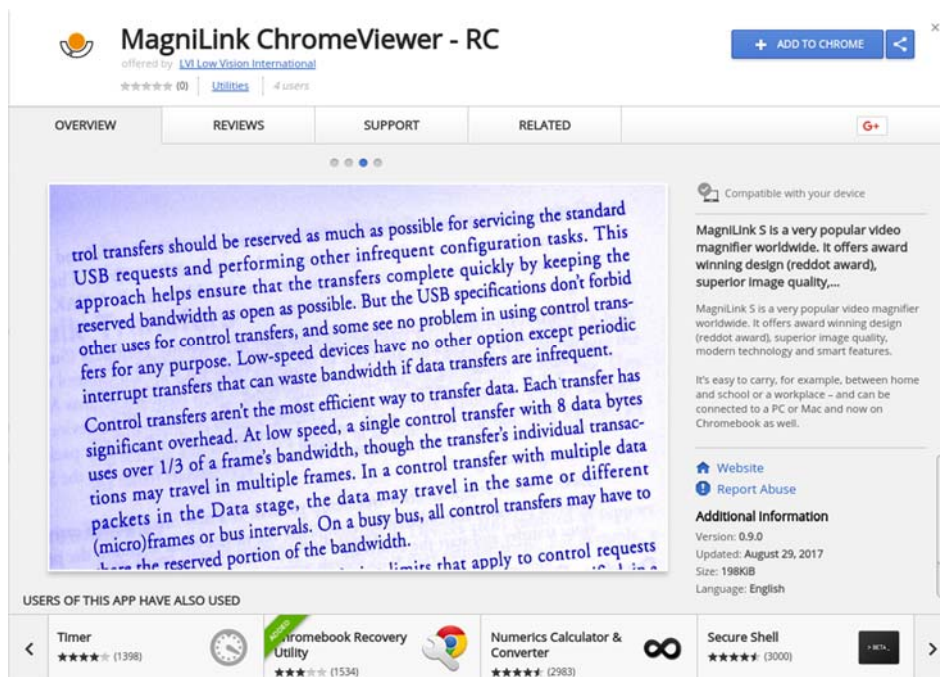 MagniLink ChromeViewer - RC
offered by LVI Low Vision International
(0) Utilities 4 users
+ ADD TO CHROME
OVERVIEW REVIEWS SUPPORT RELATED
G+
trol transfers should be reserved as much as possible for servicing the standard
USB requests and performing other infrequent configuration tasks. This
approach helps ensure that the transfers complete quickly by keeping the
reserved bandwidth as open as possible. But the USB specifications don't forbid
other uses for control transfers, and some see no problem in using control trans-
fers for any purpose. Low-speed devices have no other option except periodic
interrupt transfers that can waste bandwidth if data transfers are infrequent.
Control transfers aren't the most efficient way to transfer data. Each transfer has
significant overhead. At low speed, a single control transfer with 8 data bytes
uses over 1/3 of a frame's bandwidth, though the transfer's individual transac-
tions may travel in multiple frames. In a control transfer with multiple data
packets in the Data stage, the data may travel in the same or different
(micro)frames or bus intervals. On a busy bus, all control transfers may have to
the reserved portion of the bandwidth.
limits that apply to control requests
Compatible with your device
MagniLink S is a very popular video
magnifier worldwide. It offers award
winning design (reddot award),
superior image quality,...
MagniLink S is a very popular video magnifier
worldwide. It offers award winning design
(reddot award), superior image quality,
modern technology and smart features.
It's easy to carry, for example, between home
and school or a workplace – and can be
connected to a PC or Mac and now on
Chromebook as well.
Website
Report Abuse
Additional Information
Version: 0.9.0
Updated: August 29, 2017
Size: 198KiB
Language: English
USERS OF THIS APP HAVE ALSO USED
Timer
(1398)
ADDED
Chromebook Recovery
Utility
(1534)
Numerics Calculator &
Converter
(2983)
Secure Shell
(3000)
> BETA_